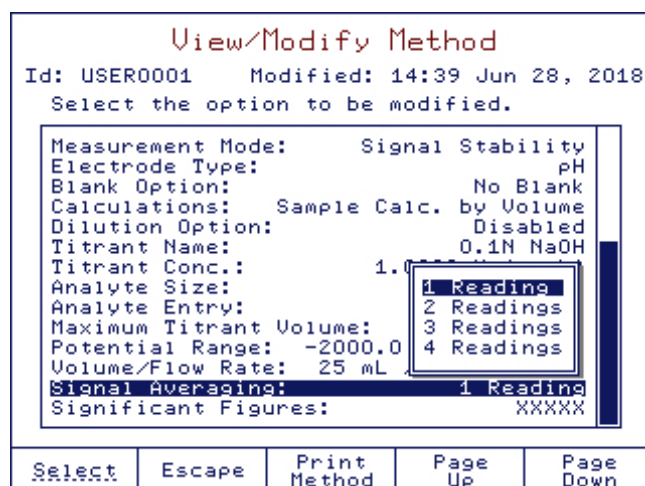 View/Modify Method
Id: USER0001 Modified: 14:39 Jun 28, 2018
Select the option to be modified.
Measurement Mode: Signal Stability
Electrode Type: pH
Blank Option: No Blank
Calculations: Sample Calc. by Volume
Dilution Option: Disabled
Titrant Name: 0.1N NaOH
Titrant Conc.: 1.
Analyte Size:
Analyte Entry:
Maximum Titrant Volume:
Potential Range: -2000.0
Volume/Flow Rate: 25 mL
Signal Averaging: 1 Reading
Significant Figures: XXXXX
1 Reading
2 Readings
3 Readings
4 Readings
Select Escape Print Method Page Up Page Down